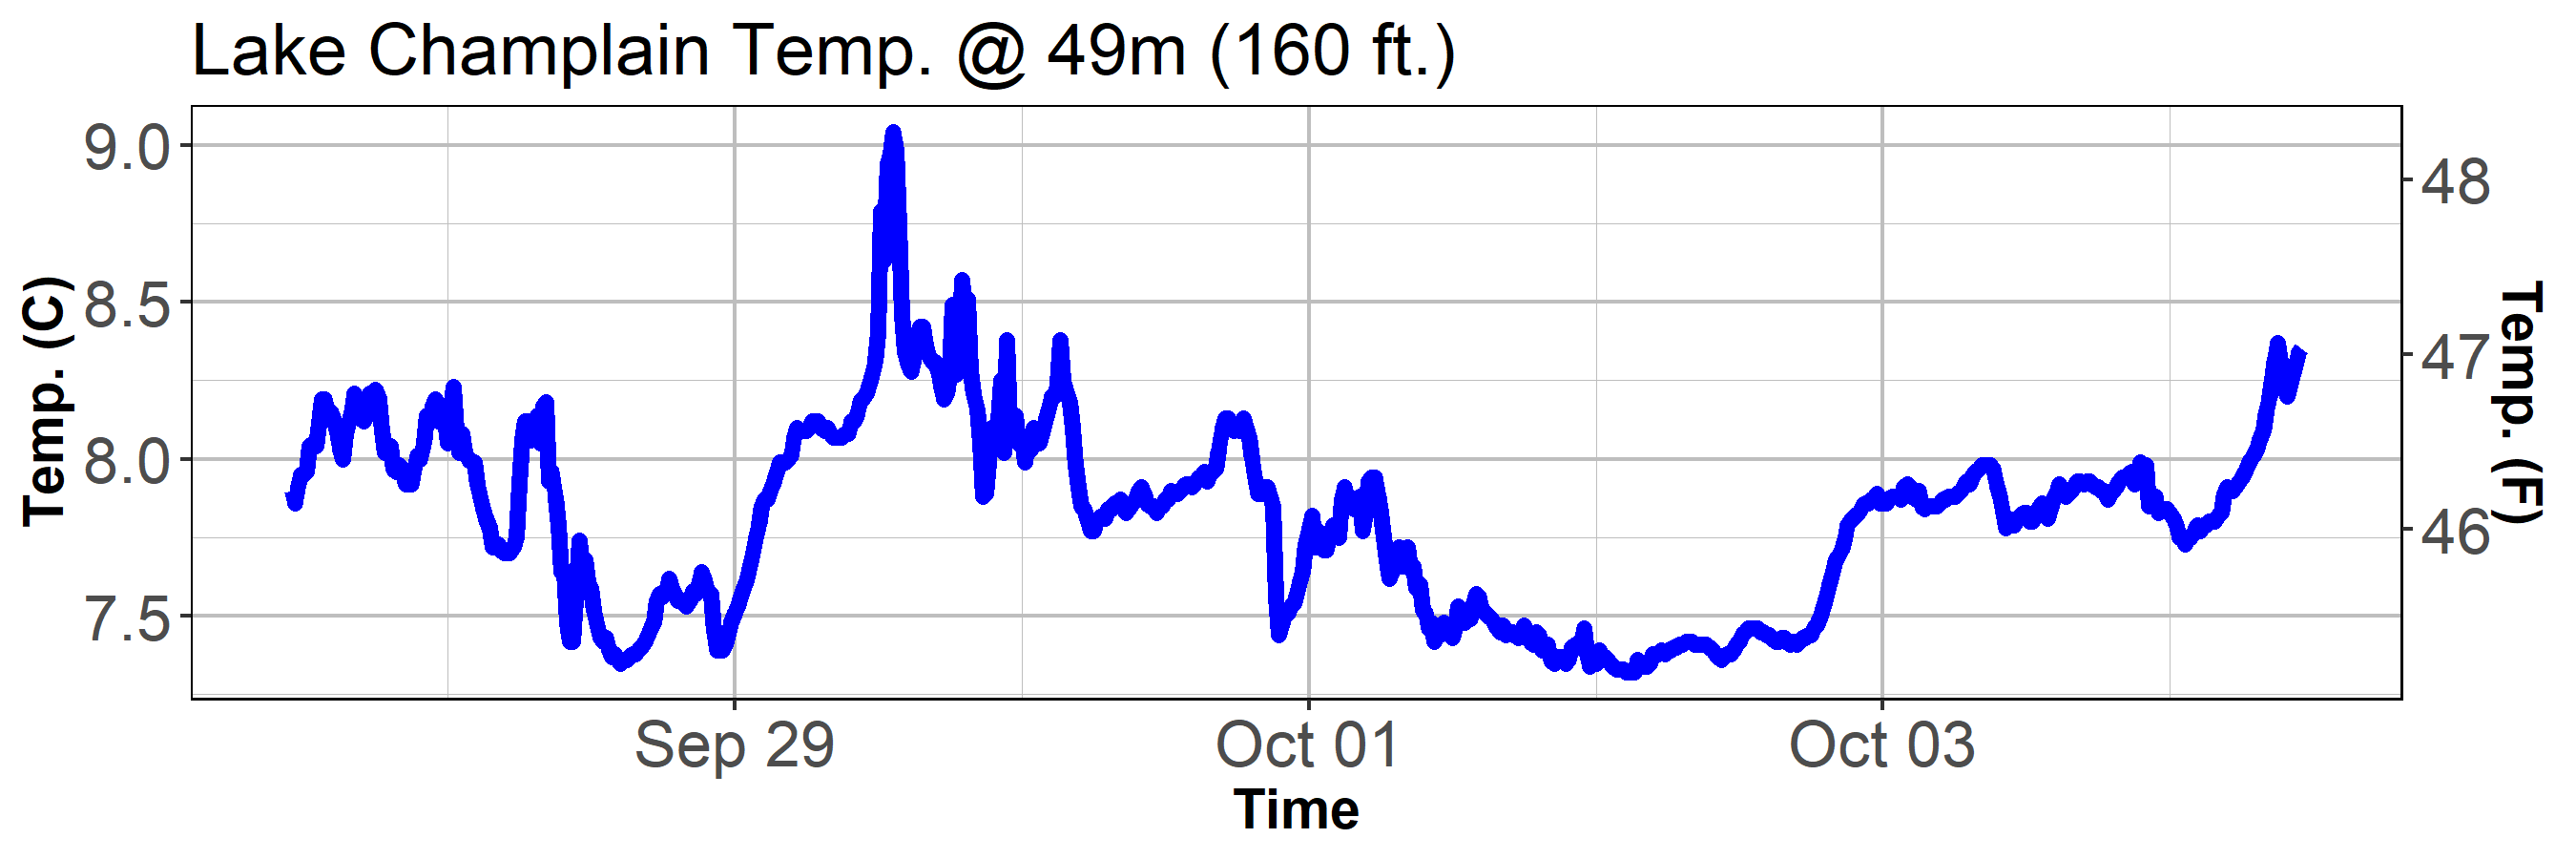 Lake Champlain Temp. @ 49m (160 ft.)
Temp. (C)
9.0
8.5
8.0
7.5
48
47
46
Temp. (F)
Sep 29
Oct 01
Oct 03
Time